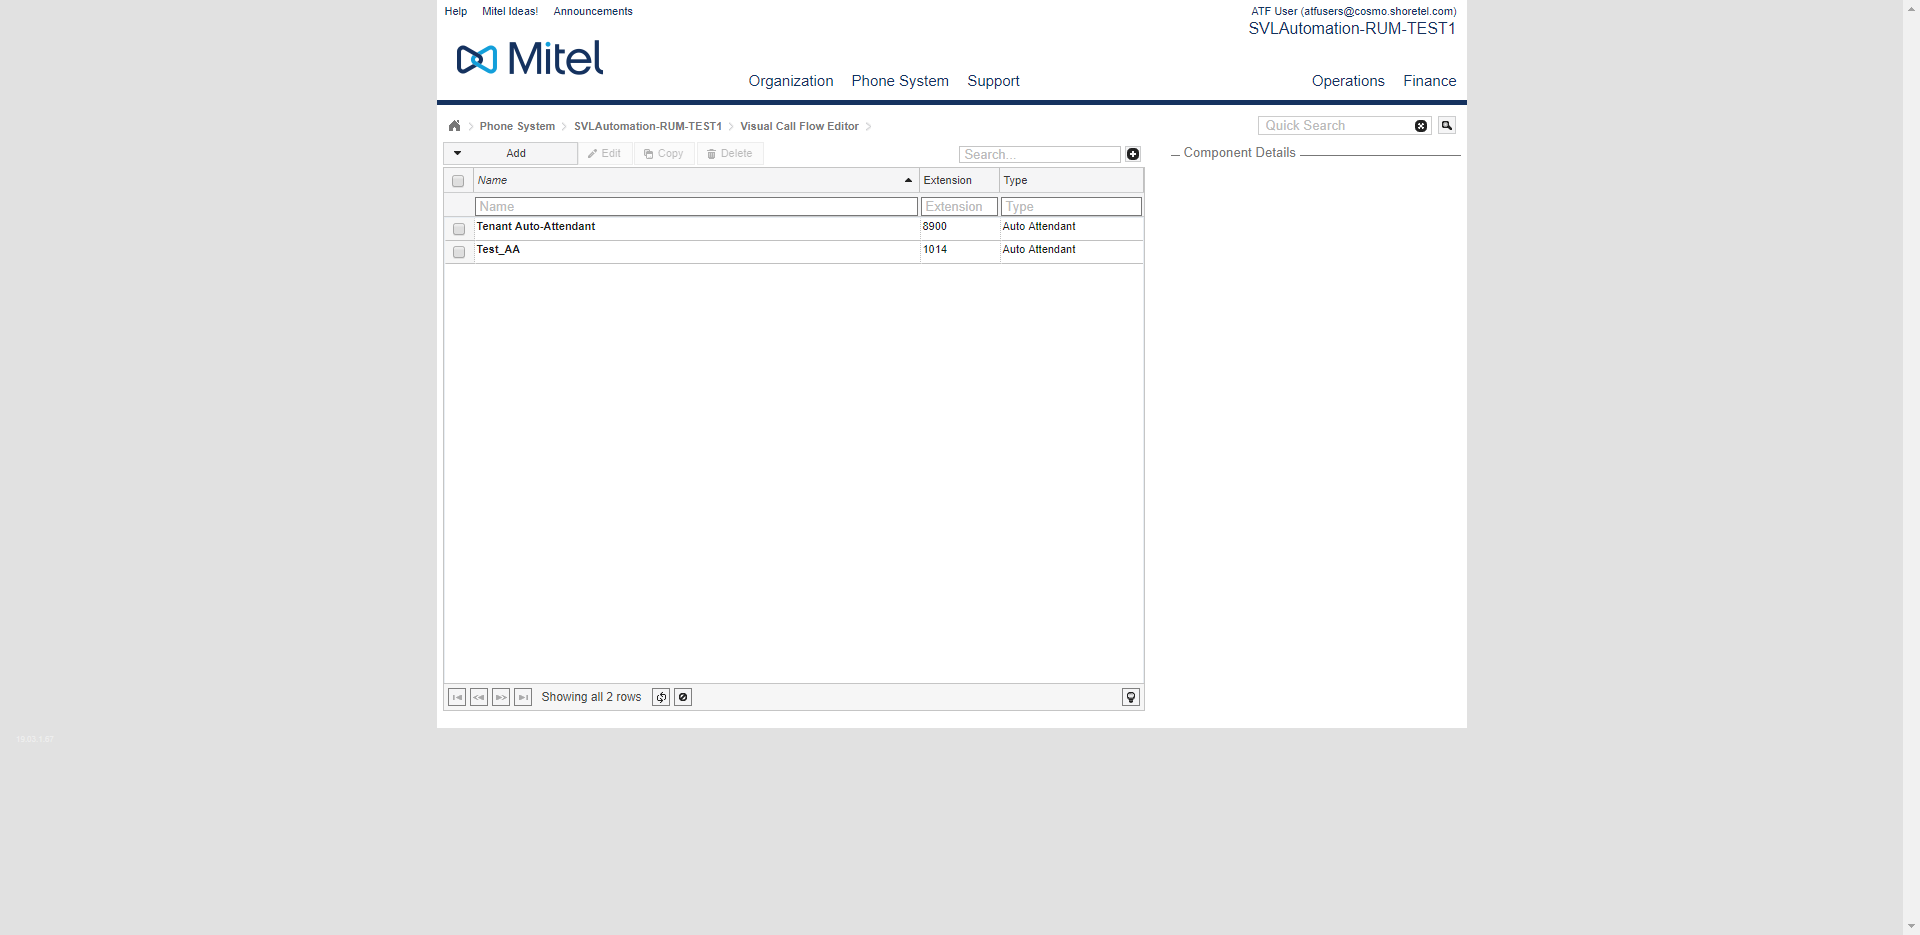 Help Mitel Ideas! Announcements
ATF User (atfusers@cosmo.shoretel.com)
SVLAutomation-RUM-TEST1
Mitel
Organization Phone System Support Operations Finance
Phone System SVLAutomation-RUM-TEST1 Visual Call Flow Editor
Quick Search
Add Edit Copy Delete
Search...
Component Details
Name Extension Type
Name Extension Type
Tenant Auto-Attendant 8900 Auto Attendant
Test_AA 1014 Auto Attendant
Showing all 2 rows